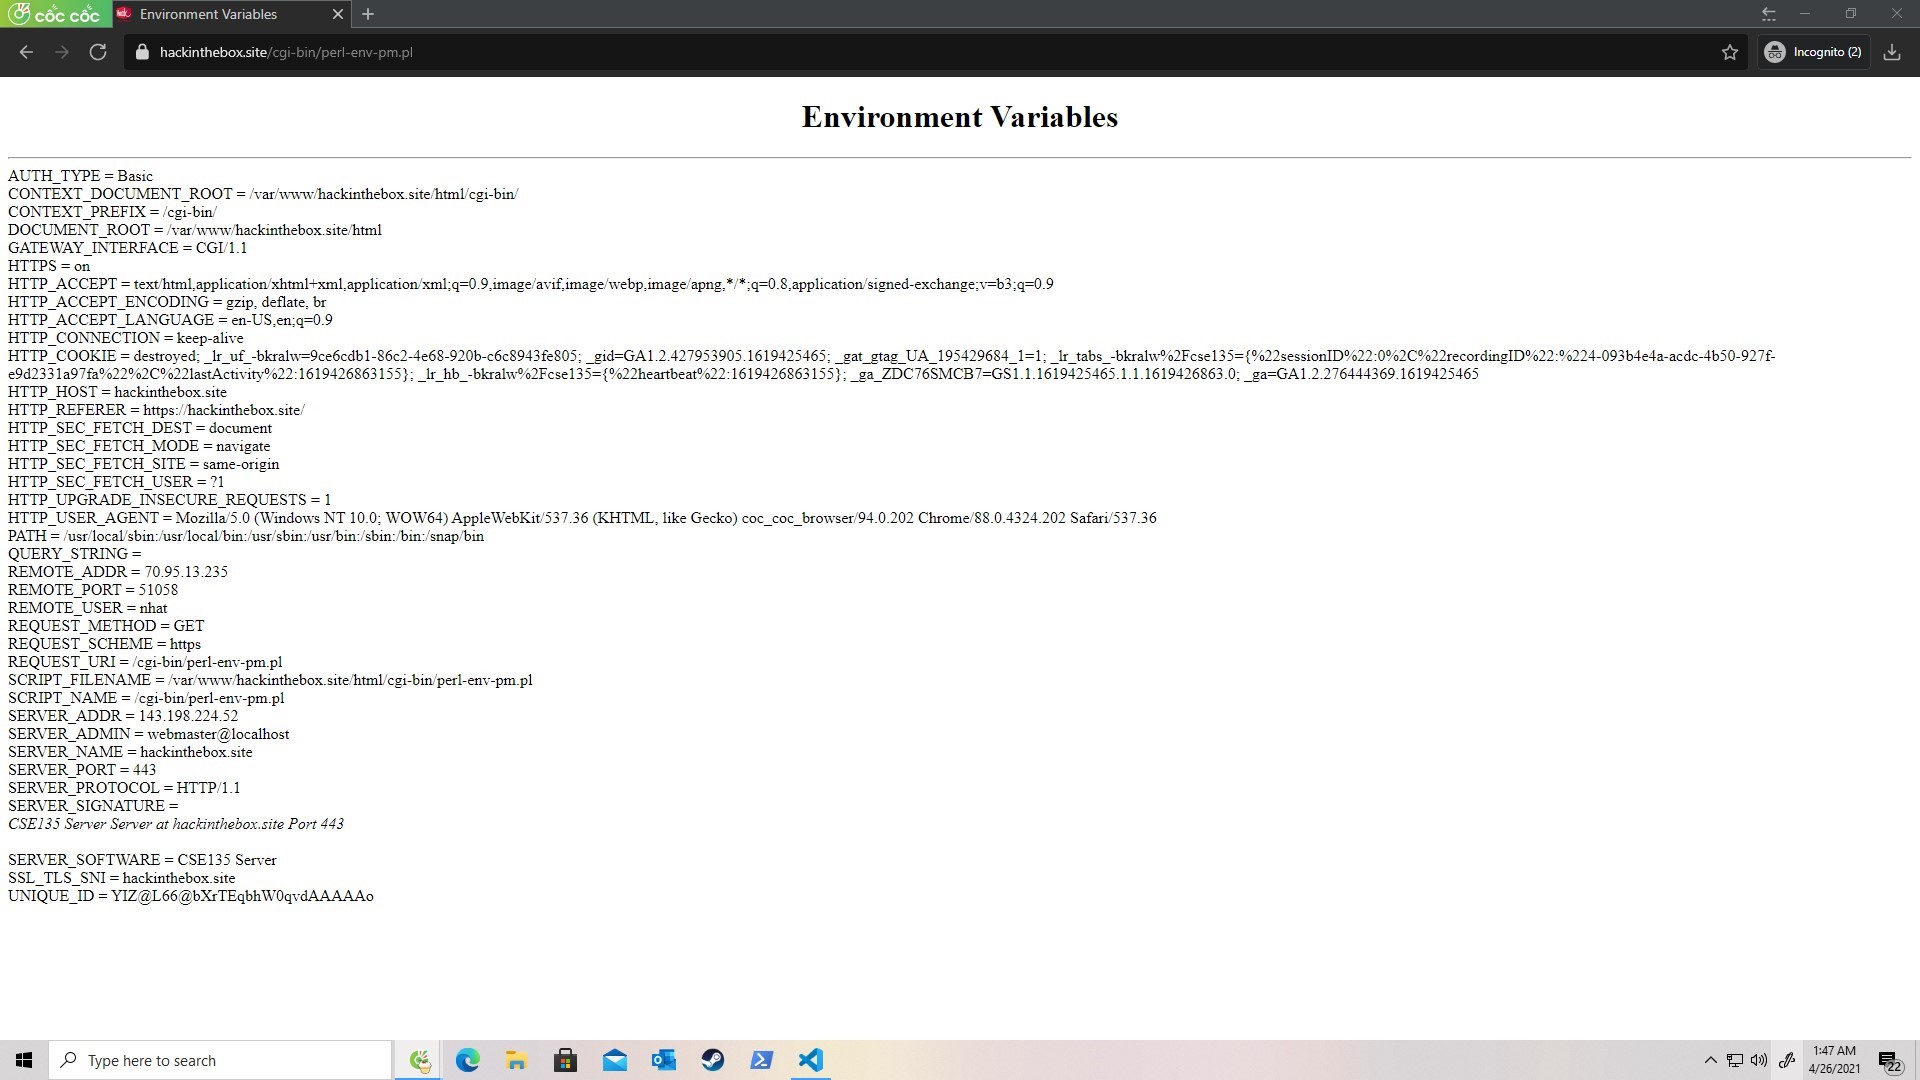 cốc cốc
Environment Variables
hackinthebox.site/cgi-bin/perl-env-pm.pl
Incognito (2)
Environment Variables
AUTH_TYPE = Basic
CONTEXT_DOCUMENT_ROOT = /var/www/hackinthebox.site/html/cgi-bin/
CONTEXT_PREFIX = /cgi-bin/
DOCUMENT_ROOT = /var/www/hackinthebox.site/html
GATEWAY_INTERFACE = CGI/1.1
HTTPS = on
HTTP_ACCEPT = text/html,application/xhtml+xml,application/xml;q=0.9,image/avif,image/webp,image/apng,*/*;q=0.8,application/signed-exchange;v=b3;q=0.9
HTTP_ACCEPT_ENCODING = gzip, deflate, br
HTTP_ACCEPT_LANGUAGE = en-US,en;q=0.9
HTTP_CONNECTION = keep-alive
HTTP_COOKIE = destroyed; _lr_uf_-bkralw=9ce6cdb1-86c2-4e68-920b-c6c8943fe805; _gid=GA1.2.427953905.1619425465; _gat_gtag_UA_195429684_1=1; _lr_tabs_-bkralw%2Fcse135={%22sessionID%22:0%2C%22recordingID%22:%224-093b4e4a-acdc-4b50-927f-
e9d2331a97fa%22%2C%22lastActivity%22:1619426863155}; _lr_hb_-bkralw%2Fcse135={%22heartbeat%22:1619426863155}; _ga_ZDC76SMCB7=GS1.1.1619425465.1.1.1619426863.0; _ga=GA1.2.276444369.1619425465
HTTP_HOST = hackinthebox.site
HTTP_REFERER = https://hackinthebox.site/
HTTP_SEC_FETCH_DEST = document
HTTP_SEC_FETCH_MODE = navigate
HTTP_SEC_FETCH_SITE = same-origin
HTTP_SEC_FETCH_USER = ?1
HTTP_UPGRADE_INSECURE_REQUESTS = 1
HTTP_USER_AGENT = Mozilla/5.0 (Windows NT 10.0; WOW64) AppleWebKit/537.36 (KHTML, like Gecko) coc_coc_browser/94.0.202 Chrome/88.0.4324.202 Safari/537.36
PATH = /usr/local/sbin:/usr/local/bin:/usr/sbin:/usr/bin:/sbin:/bin:/snap/bin
QUERY_STRING =
REMOTE_ADDR = 70.95.13.235
REMOTE_PORT = 51058
REMOTE_USER = nhat
REQUEST_METHOD = GET
REQUEST_SCHEME = https
REQUEST_URI = /cgi-bin/perl-env-pm.pl
SCRIPT_FILENAME = /var/www/hackinthebox.site/html/cgi-bin/perl-env-pm.pl
SCRIPT_NAME = /cgi-bin/perl-env-pm.pl
SERVER_ADDR = 143.198.224.52
SERVER_ADMIN = webmaster@localhost
SERVER_NAME = hackinthebox.site
SERVER_PORT = 443
SERVER_PROTOCOL = HTTP/1.1
SERVER_SIGNATURE =
CSE135 Server Server at hackinthebox.site Port 443
SERVER_SOFTWARE = CSE135 Server
SSL_TLS_SNI = hackinthebox.site
UNIQUE_ID = YIZ@L66@bXrTEqbhW0qvdAAAAAo
Type here to search
1:47 AM
4/26/2021
22